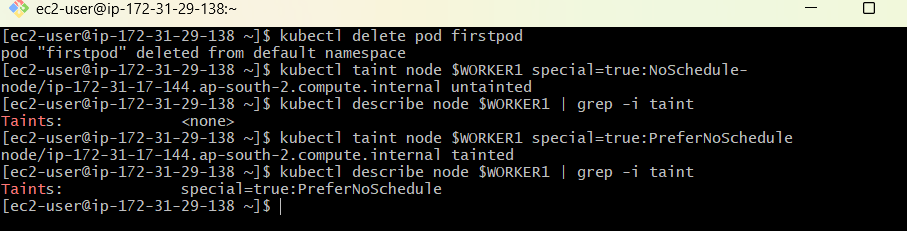 ec2-user@ip-172-31-29-138:~
[ec2-user@ip-172-31-29-138 ~]$ kubectl delete pod firstpod
pod "firstpod" deleted from default namespace
[ec2-user@ip-172-31-29-138 ~]$ kubectl taint node $WORKER1 special=true:NoSchedule-
node/ip-172-31-17-144.ap-south-2.compute.internal untainted
[ec2-user@ip-172-31-29-138 ~]$ kubectl describe node $WORKER1 | grep -i taint
Taints:             <none>
[ec2-user@ip-172-31-29-138 ~]$ kubectl taint node $WORKER1 special=true:PreferNoSchedule
node/ip-172-31-17-144.ap-south-2.compute.internal tainted
[ec2-user@ip-172-31-29-138 ~]$ kubectl describe node $WORKER1 | grep -i taint
Taints:             special=true:PreferNoSchedule
[ec2-user@ip-172-31-29-138 ~]$